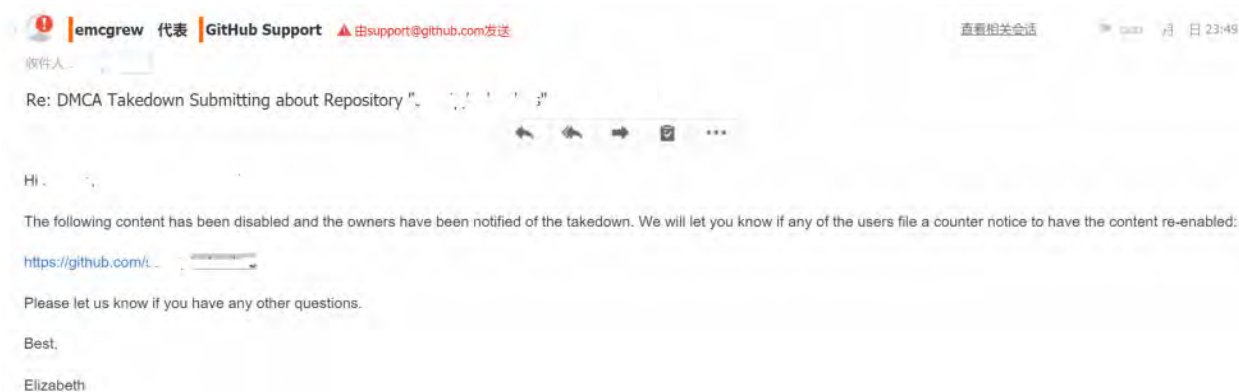 emcgrew 代表 GitHub Support 由support@github.com发送 查看相关会话 月 日 23:49
收件人
Re: DMCA Takedown Submitting about Repository "
Hi
The following content has been disabled and the owners have been notified of the takedown. We will let you know if any of the users file a counter notice to have the content re-enabled:
https://github.com/
Please let us know if you have any other questions.
Best,
Elizabeth